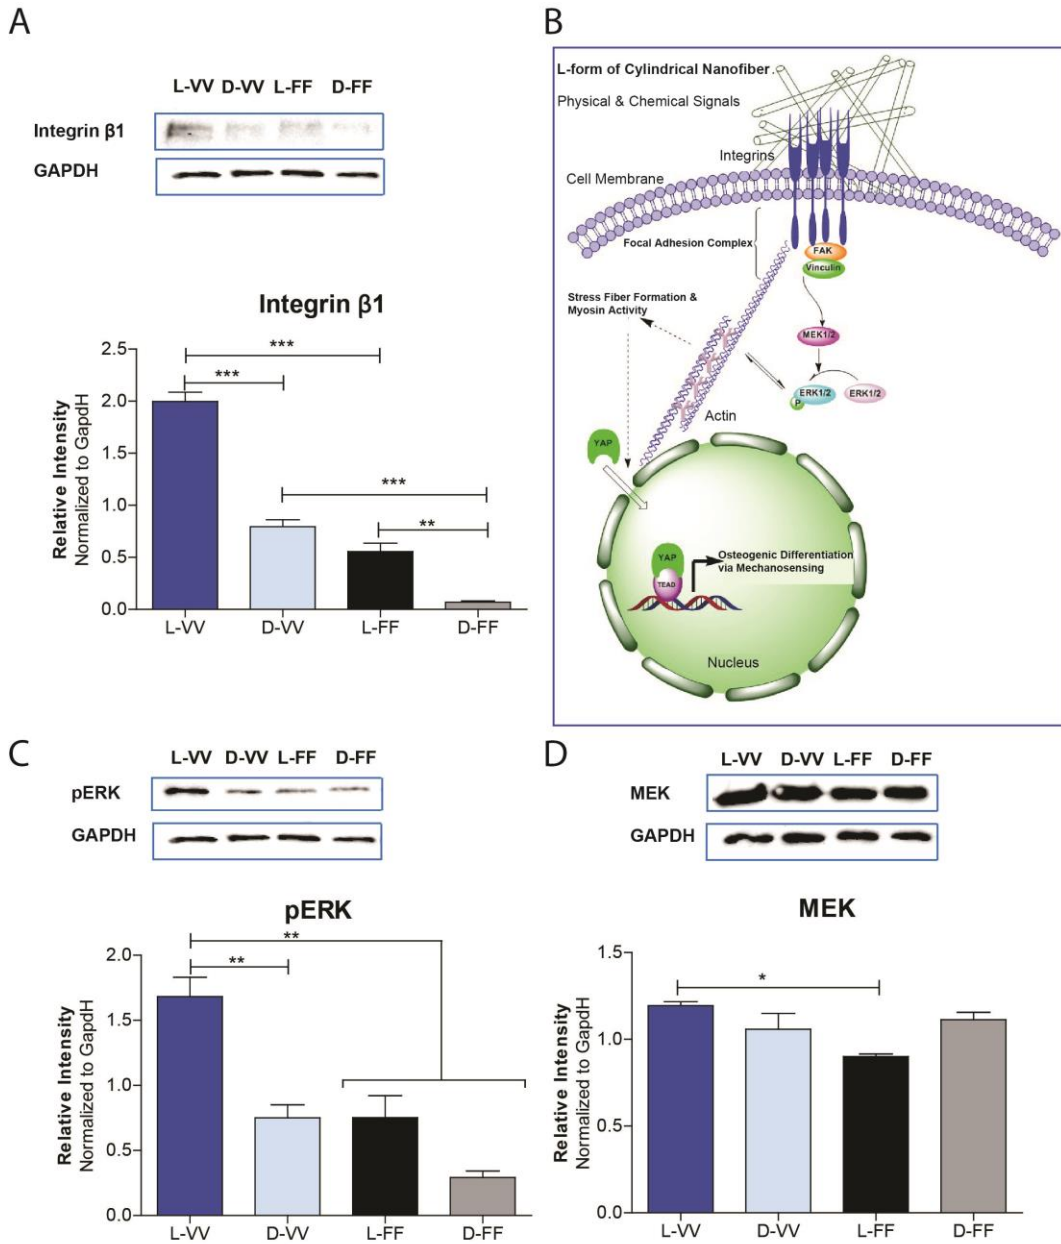 A
L-VV D-VV L-FF D-FF
Integrin β1
GAPDH
Integrin β1
Relative Intensity
Normalized to GapdH
2.5
2.0
1.5
1.0
0.5
0.0
***
***
***
**
L-VV D-VV L-FF D-FF
B
L-form of Cylindrical Nanofiber
Physical & Chemical Signals
Integrins
Cell Membrane
Focal Adhesion Complex
FAK
Vinculin
Stress Fiber Formation &
Myosin Activity
MEK1/2
ERK1/2
P
ERK1/2
Actin
YAP
YAP
TEAD
Osteogenic Differentiation
via Mechanosensing
Nucleus
C
L-VV D-VV L-FF D-FF
pERK
GAPDH
pERK
Relative Intensity
Normalized to GapdH
2.0
1.5
1.0
0.5
0.0
**
**
L-VV D-VV L-FF D-FF
D
L-VV D-VV L-FF D-FF
MEK
GAPDH
MEK
Relative Intensity
Normalized to GapdH
1.5
1.0
0.5
0.0
*
L-VV D-VV L-FF D-FF